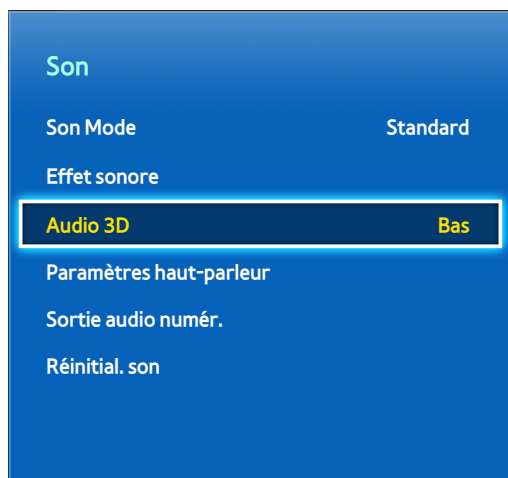 Son
Son Mode Standard
Effet sonore
Audio 3D Bas
Paramètres haut-parleur
Sortie audio numér.
Réinitial. son